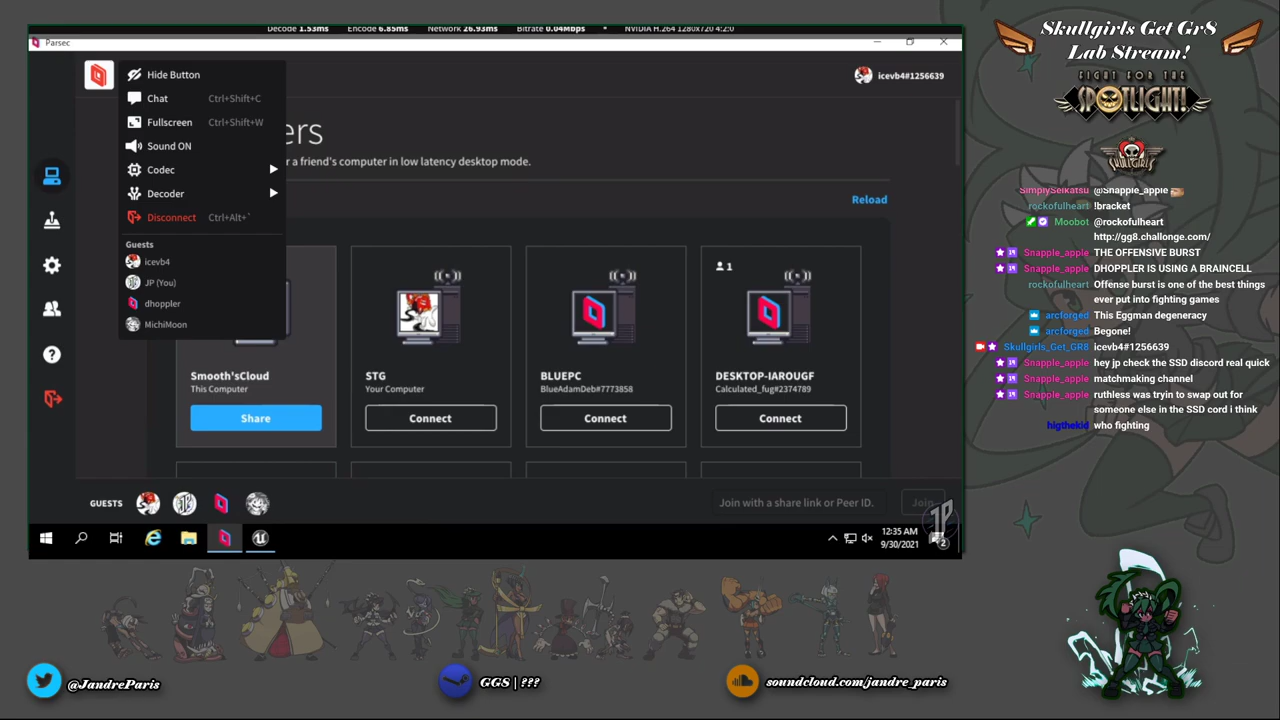 Decode 1.53ms Encode 6.85ms Network 26.93ms Bitrate 0.04Mbps * NVIDIA H.264 1280x720 4:2:0
Parsec
Hide Button
Chat Ctrl+Shift+C
Fullscreen Ctrl+Shift+W
Sound ON
Codec
Decoder
Disconnect Ctrl+Alt+`
Guests
icevb4
JP (You)
dhoppler
MichiMoon
icevb4#1256639
ers
r a friend's computer in low latency desktop mode.
Reload
Smooth'sCloud
This Computer
Share
STG
Your Computer
Connect
BLUEPC
BlueAdamDeb#7773858
Connect
1
DESKTOP-IAROUGF
Calculated_fug#2374789
Connect
GUESTS
Join with a share link or Peer ID.
Join
12:35 AM
9/30/2021
2
Skullgirls Get Gr8
Lab Stream!
FIGHT FOR THE
SPOTLIGHT!
SKULLGIRLS
SimplySeikatsu @Snapple_apple
rockofulheart !bracket
Moobot @rockofulheart
http://gg8.challonge.com/
Snapple_apple THE OFFENSIVE BURST
Snapple_apple DHOPPLER IS USING A BRAINCELL
rockofulheart Offense burst is one of the best things
ever put into fighting games
arcforged This Eggman degeneracy
arcforged Begone!
Skullgirls_Get_GR8 icevb4#1256639
Snapple_apple hey jp check the SSD discord real quick
Snapple_apple matchmaking channel
Snapple_apple ruthless was tryin to swap out for
someone else in the SSD cord i think
higthekid who fighting
@JandreParis
GGS | ???
soundcloud.com/jandre_paris